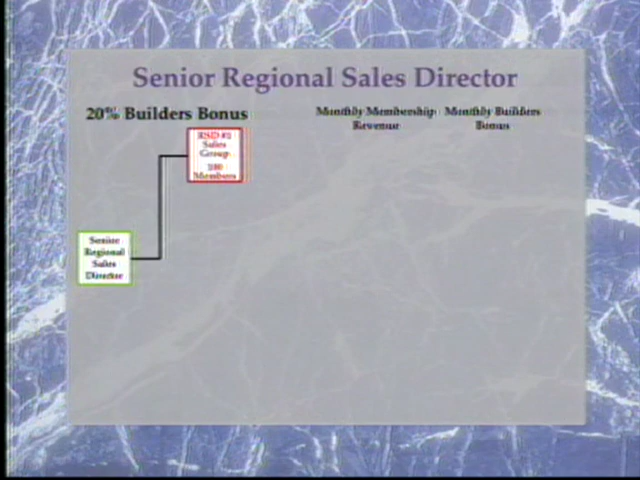 Senior Regional Sales Director
20% Builders Bonus
Monthly Membership Revenue
Monthly Builders Bonus
RSD #1
Sales
Group
100
Members
Senior
Regional
Sales
Director